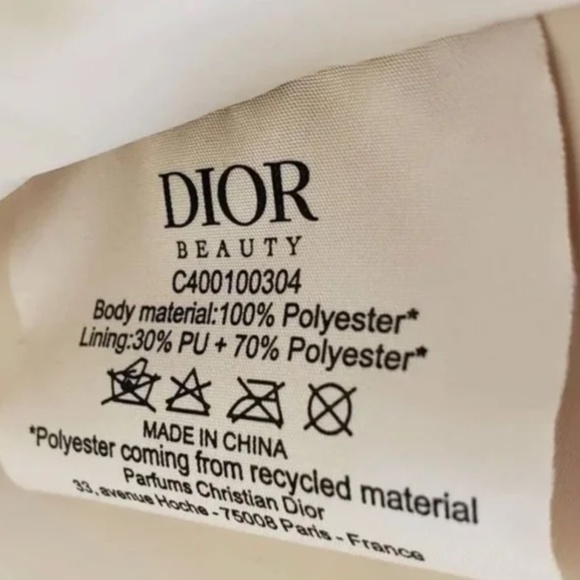 DIOR
BEAUTY
C400100304
Body material:100% Polyester*
Lining:30% PU + 70% Polyester*
MADE IN CHINA
*Polyester coming from recycled material
Parfums Christian Dior
33, avenue Hoche - 75008 Paris - France